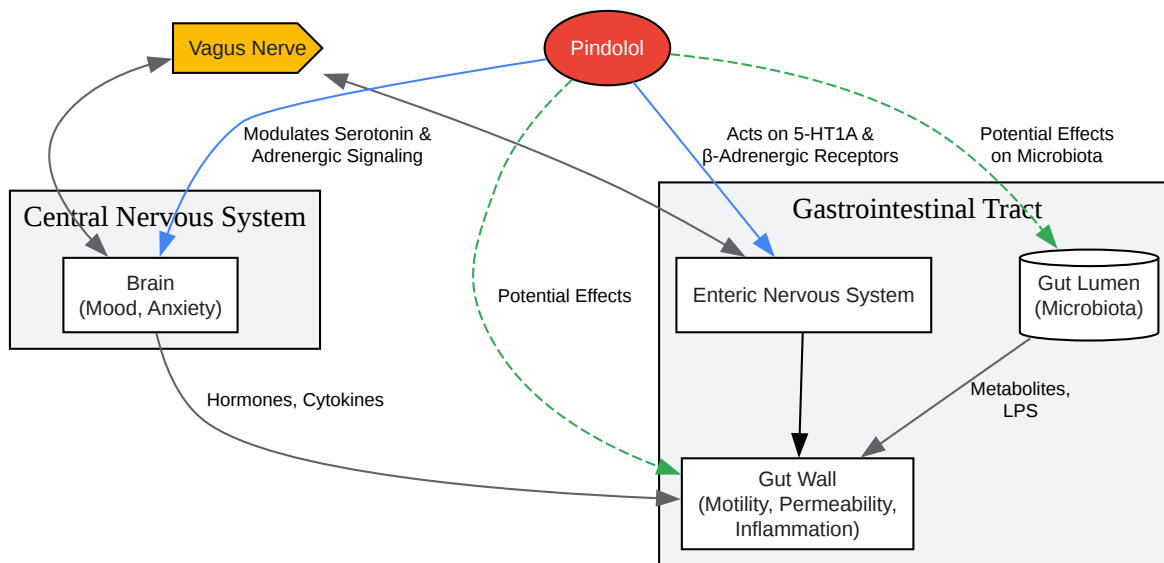 Vagus Nerve
Pindolol
Modulates Serotonin &
Adrenergic Signaling
Acts on 5-HT1A &
β-Adrenergic Receptors
Potential Effects
on Microbiota
Central Nervous System
Gastrointestinal Tract
Brain
(Mood, Anxiety)
Potential Effects
Enteric Nervous System
Gut Lumen
(Microbiota)
Hormones, Cytokines
Metabolites,
LPS
Gut Wall
(Motility, Permeability,
Inflammation)